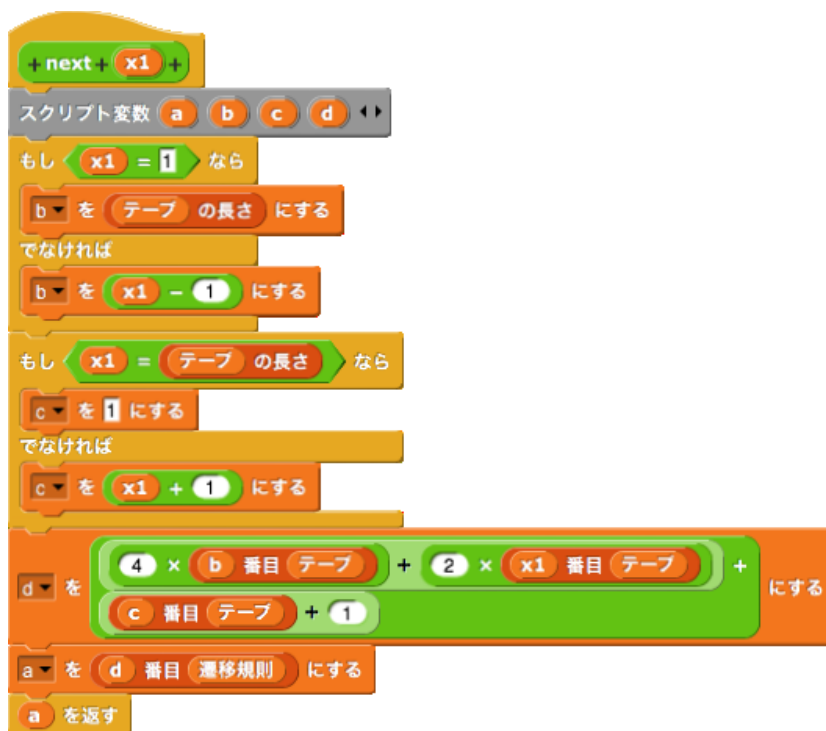 + next + x1 +
スクリプト変数 a b c d
もし x1 = 1 なら
b を テープ の長さ にする
でなければ
b を x1 - 1 にする
もし x1 = テープ の長さ なら
c を 1 にする
でなければ
c を x1 + 1 にする
d を 4 × b 番目 テープ + 2 × x1 番目 テープ + にする
c 番目 テープ + 1
a を d 番目 遷移規則 にする
a を返す